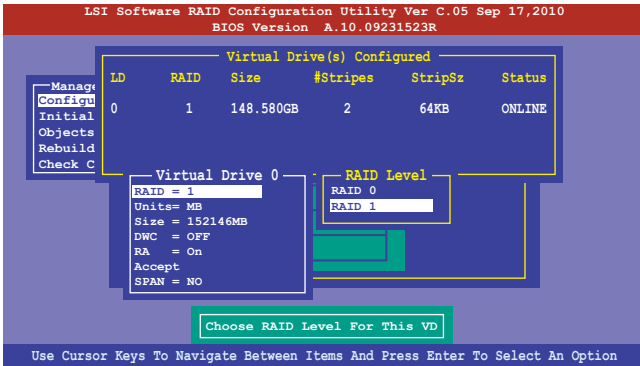 LSI Software RAID Configuration Utility Ver C.05 Sep 17,2010
BIOS Version A.10.09231523R
Virtual Drive(s) Configured
LD RAID Size #Stripes StripSz Status
0 1 148.580GB 2 64KB ONLINE
Manage
Configu
Initial
Objects
Rebuild
Check C
Virtual Drive 0
RAID = 1
Units= MB
Size = 152146MB
DWC = OFF
RA = On
Accept
SPAN = NO
RAID Level
RAID 0
RAID 1
Choose RAID Level For This VD
Use Cursor Keys To Navigate Between Items And Press Enter To Select An Option